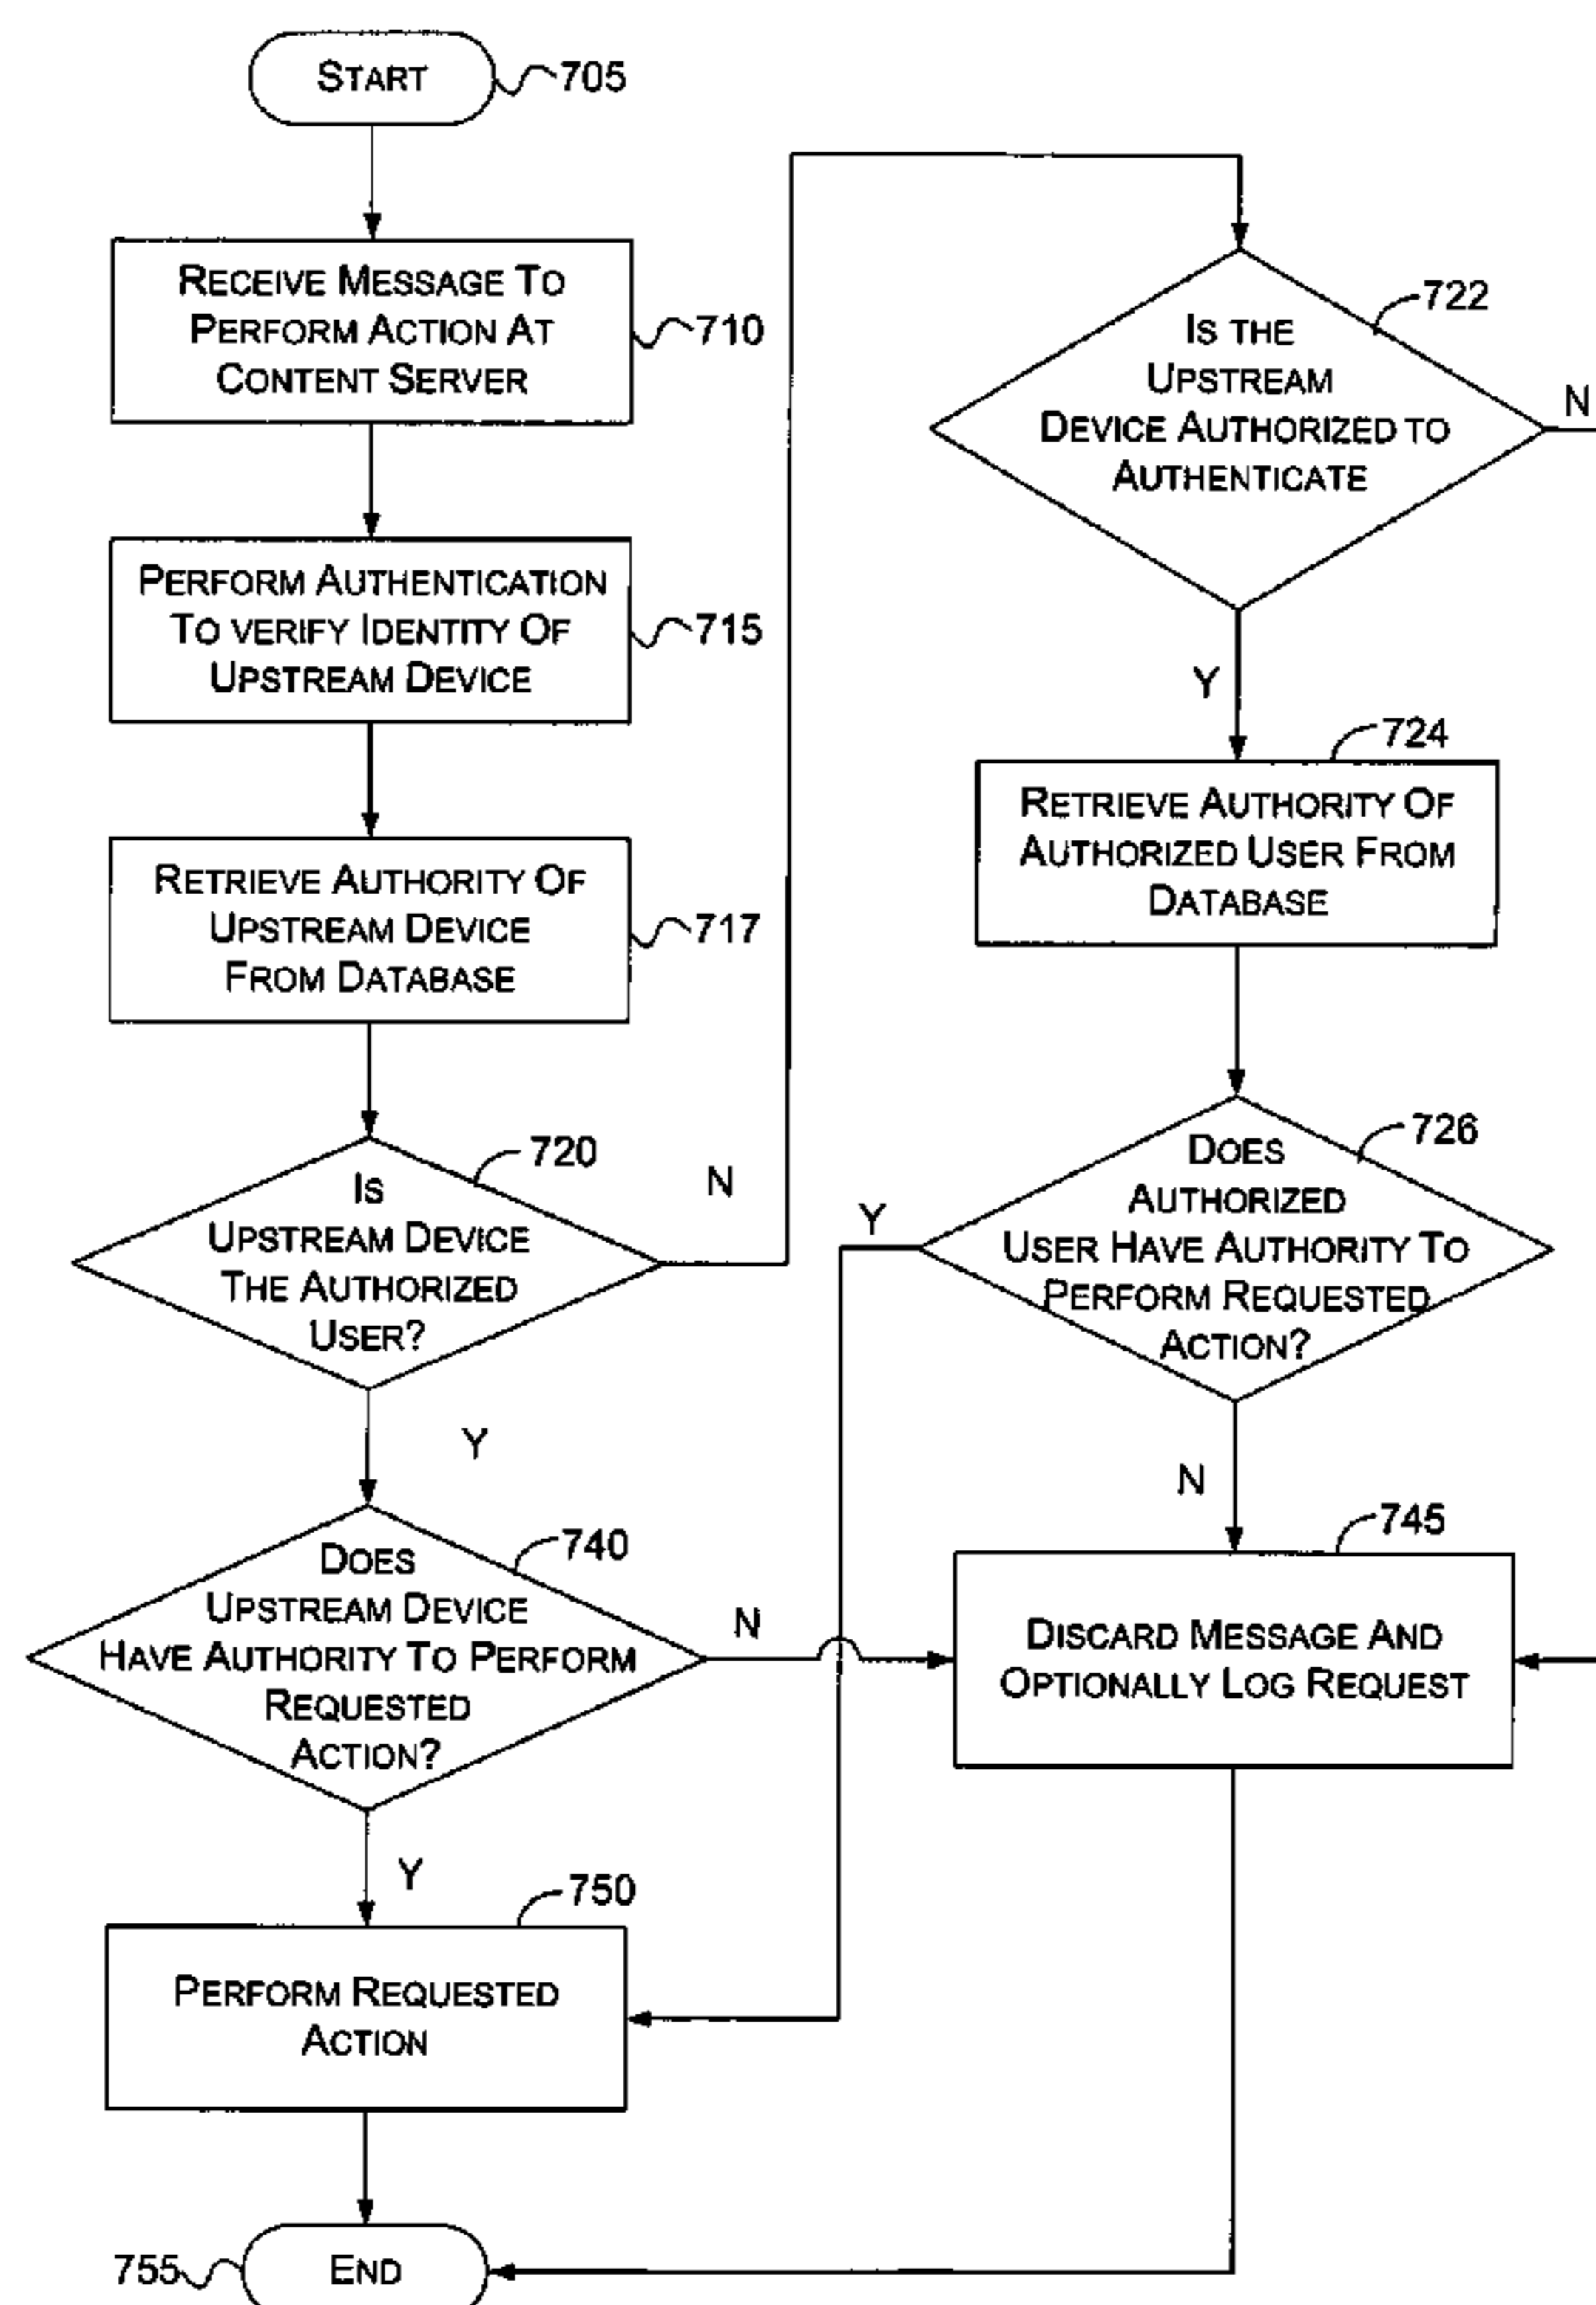 START
705
RECEIVE MESSAGE TO
PERFORM ACTION AT
CONTENT SERVER
710
PERFORM AUTHENTICATION
TO VERIFY IDENTITY OF
UPSTREAM DEVICE
715
RETRIEVE AUTHORITY OF
UPSTREAM DEVICE
FROM DATABASE
717
IS
UPSTREAM DEVICE
THE AUTHORIZED
USER?
720
N
Y
DOES
UPSTREAM DEVICE
HAVE AUTHORITY TO PERFORM
REQUESTED
ACTION?
740
N
Y
PERFORM REQUESTED
ACTION
750
END
755
IS THE
UPSTREAM
DEVICE AUTHORIZED TO
AUTHENTICATE
722
N
Y
RETRIEVE AUTHORITY OF
AUTHORIZED USER FROM
DATABASE
724
DOES
AUTHORIZED
USER HAVE AUTHORITY TO
PERFORM REQUESTED
ACTION?
726
Y
N
DISCARD MESSAGE AND
OPTIONALLY LOG REQUEST
745